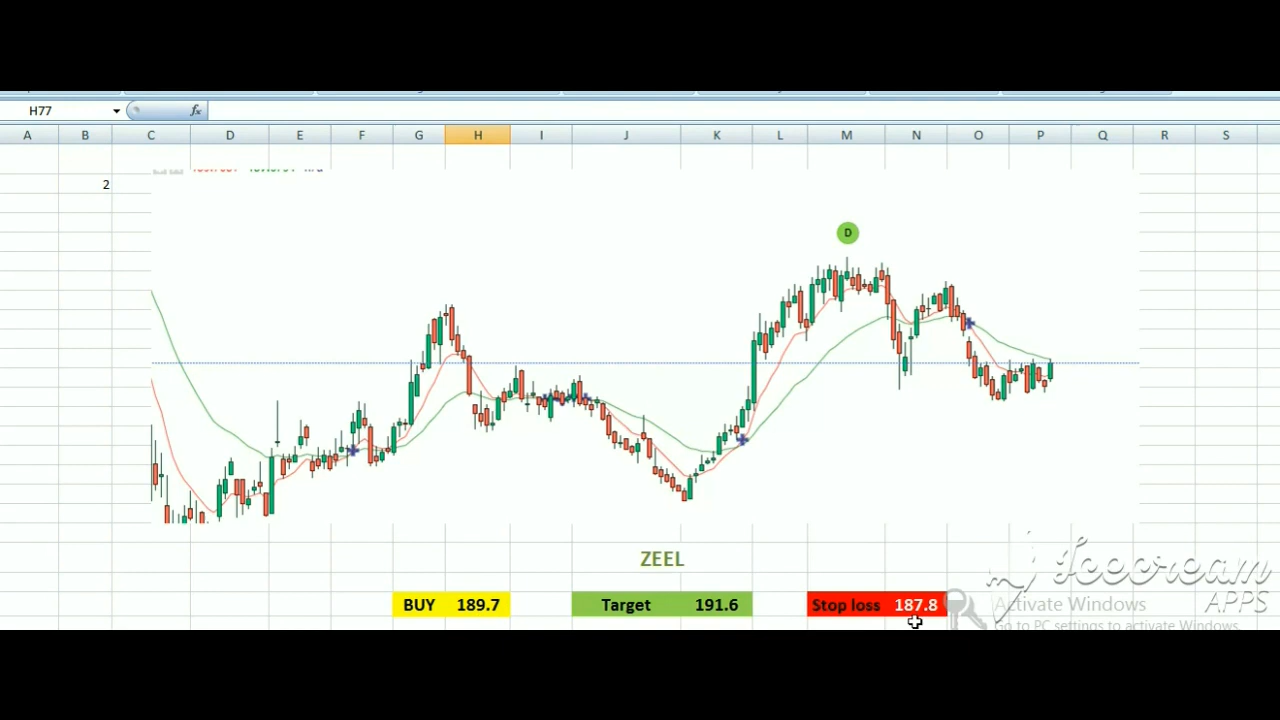 H77 fx
A B C D E F G H I J K L M N O P Q R S
2
D
ZEEL
BUY 189.7 Target 191.6 Stop loss 187.8
Icecream
APPS
Activate Windows
Go to PC settings to activate Windows.